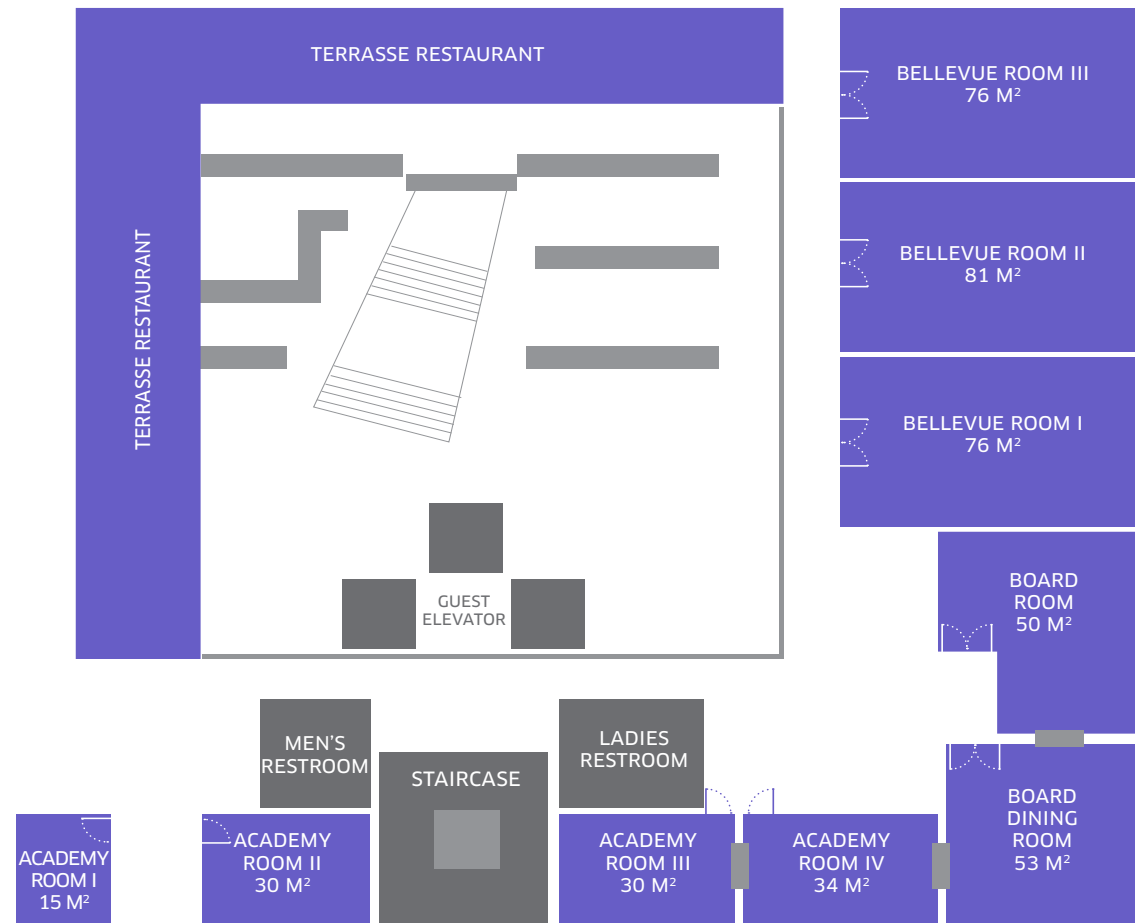 TERRASSE RESTAURANT
BELLEVUE ROOM III
76 M²
TERRASSE RESTAURANT
BELLEVUE ROOM II
81 M²
BELLEVUE ROOM I
76 M²
GUEST
ELEVATOR
BOARD
ROOM
50 M²
MEN'S
RESTROOM
LADIES
RESTROOM
STAIRCASE
ACADEMY
ROOM I
15 M²
ACADEMY
ROOM II
30 M²
ACADEMY
ROOM III
30 M²
ACADEMY
ROOM IV
34 M²
BOARD
DINING
ROOM
53 M²